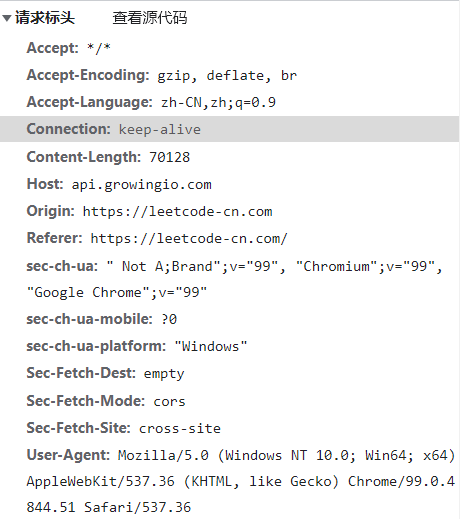 请求标头 查看源代码
Accept: */*
Accept-Encoding: gzip, deflate, br
Accept-Language: zh-CN,zh;q=0.9
Connection: keep-alive
Content-Length: 70128
Host: api.growingio.com
Origin: https://leetcode-cn.com
Referer: https://leetcode-cn.com/
sec-ch-ua: " Not A;Brand";v="99", "Chromium";v="99",
"Google Chrome";v="99"
sec-ch-ua-mobile: ?0
sec-ch-ua-platform: "Windows"
Sec-Fetch-Dest: empty
Sec-Fetch-Mode: cors
Sec-Fetch-Site: cross-site
User-Agent: Mozilla/5.0 (Windows NT 10.0; Win64; x64)
AppleWebKit/537.36 (KHTML, like Gecko) Chrome/99.0.4
844.51 Safari/537.36